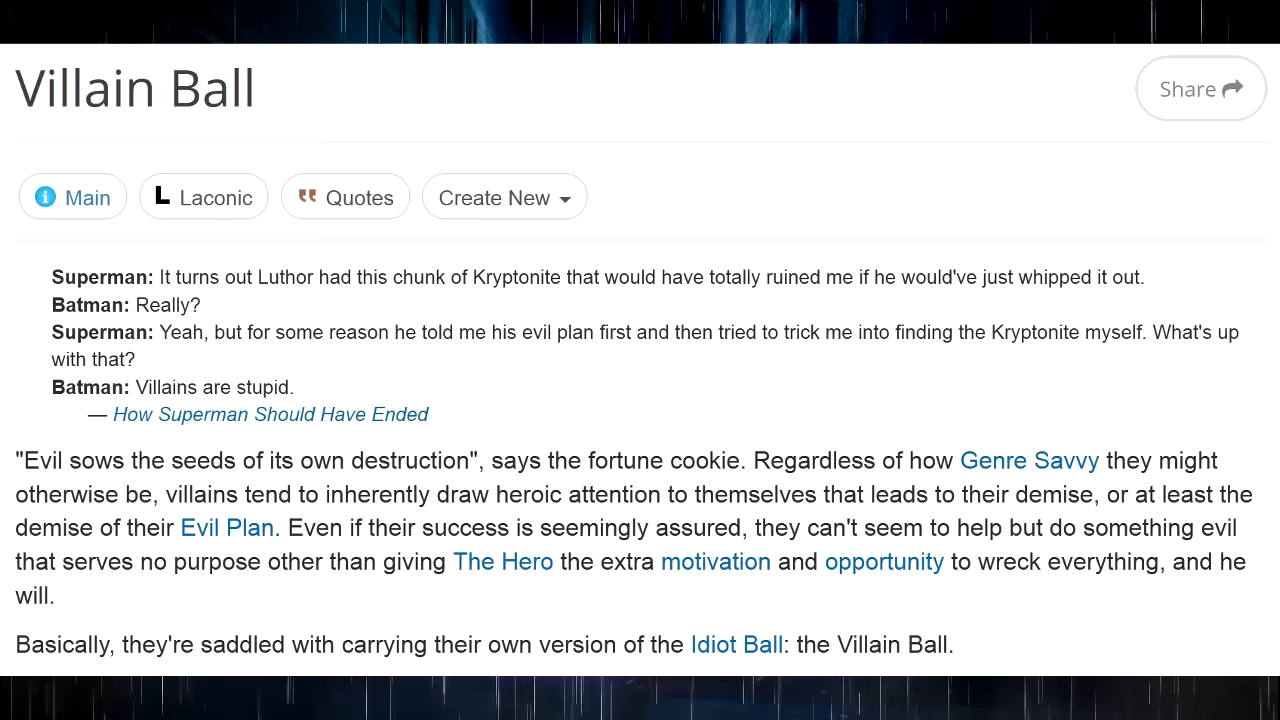 Villain Ball
Share
Main
Laconic
Quotes
Create New
Superman: It turns out Luthor had this chunk of Kryptonite that would have totally ruined me if he would've just whipped it out.
Batman: Really?
Superman: Yeah, but for some reason he told me his evil plan first and then tried to trick me into finding the Kryptonite myself. What's up
with that?
Batman: Villains are stupid.
— How Superman Should Have Ended
"Evil sows the seeds of its own destruction", says the fortune cookie. Regardless of how Genre Savvy they might
otherwise be, villains tend to inherently draw heroic attention to themselves that leads to their demise, or at least the
demise of their Evil Plan. Even if their success is seemingly assured, they can't seem to help but do something evil
that serves no purpose other than giving The Hero the extra motivation and opportunity to wreck everything, and he
will.
Basically, they're saddled with carrying their own version of the Idiot Ball: the Villain Ball.